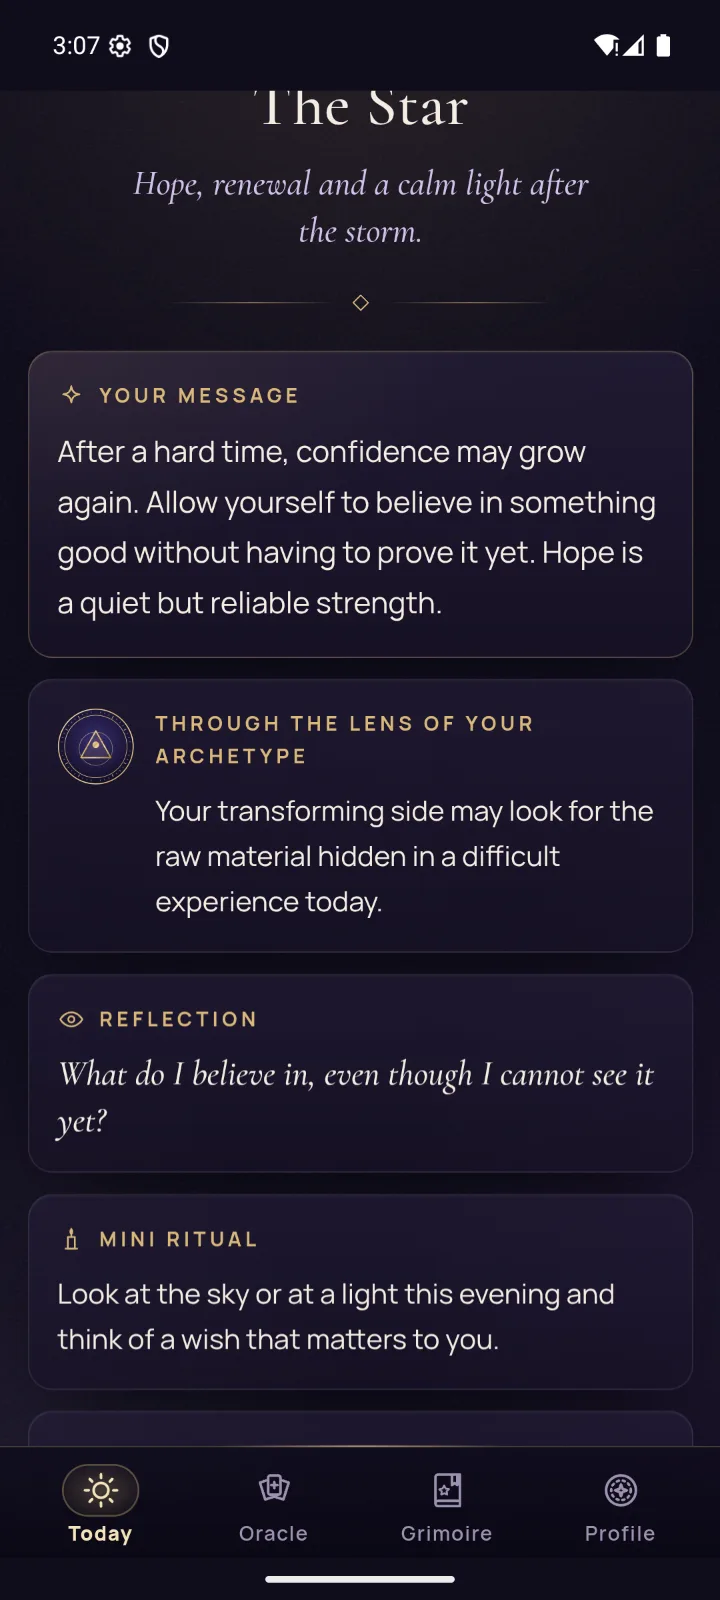 3:07
The Star
Hope, renewal and a calm light after
the storm.
YOUR MESSAGE
After a hard time, confidence may grow
again. Allow yourself to believe in something
good without having to prove it yet. Hope is
a quiet but reliable strength.
THROUGH THE LENS OF YOUR
ARCHETYPE
Your transforming side may look for the
raw material hidden in a difficult
experience today.
REFLECTION
What do I believe in, even though I cannot see it
yet?
MINI RITUAL
Look at the sky or at a light this evening and
think of a wish that matters to you.
Today
Oracle
Grimoire
Profile